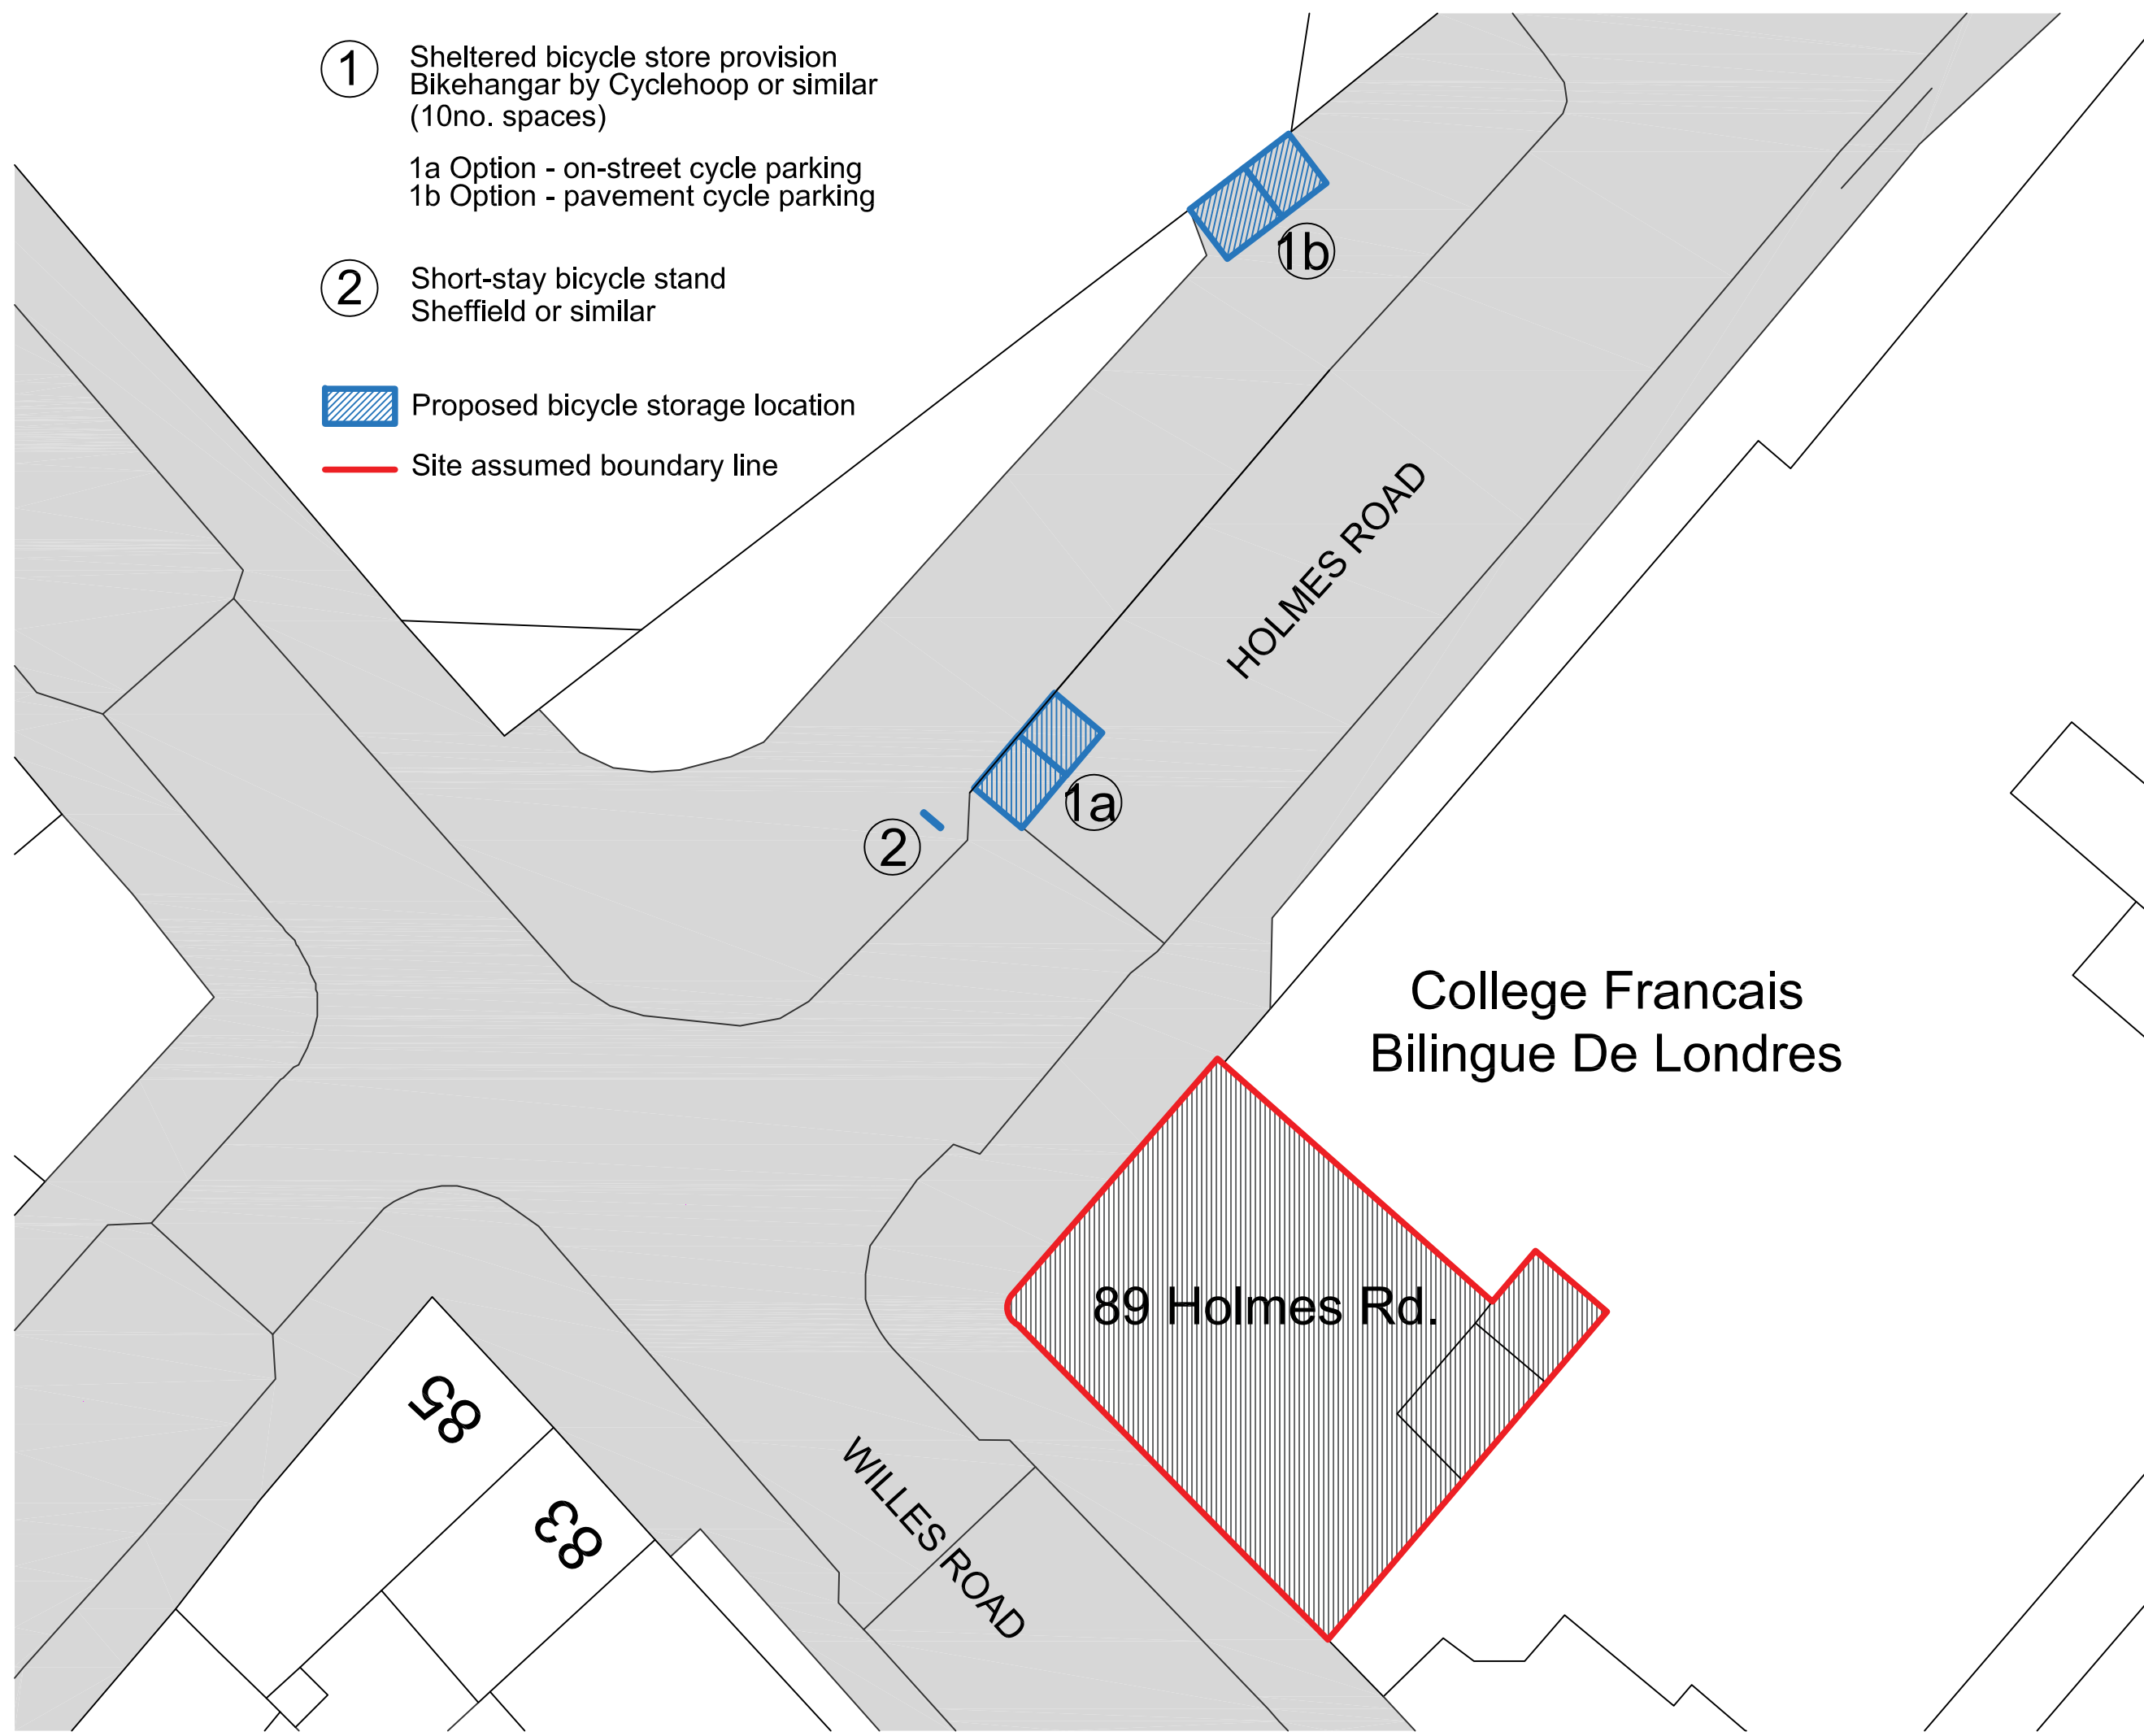 1
Sheltered bicycle store provision
Bikehangar by Cyclehoop or similar
(10no. spaces)
1a Option - on-street cycle parking
1b Option - pavement cycle parking
2
Short-stay bicycle stand
Sheffield or similar
Proposed bicycle storage location
Site assumed boundary line
1b
HOLMES ROAD
1a
2
College Francais
Bilingue De Londres
89 Holmes Rd.
85
83
WILLES ROAD